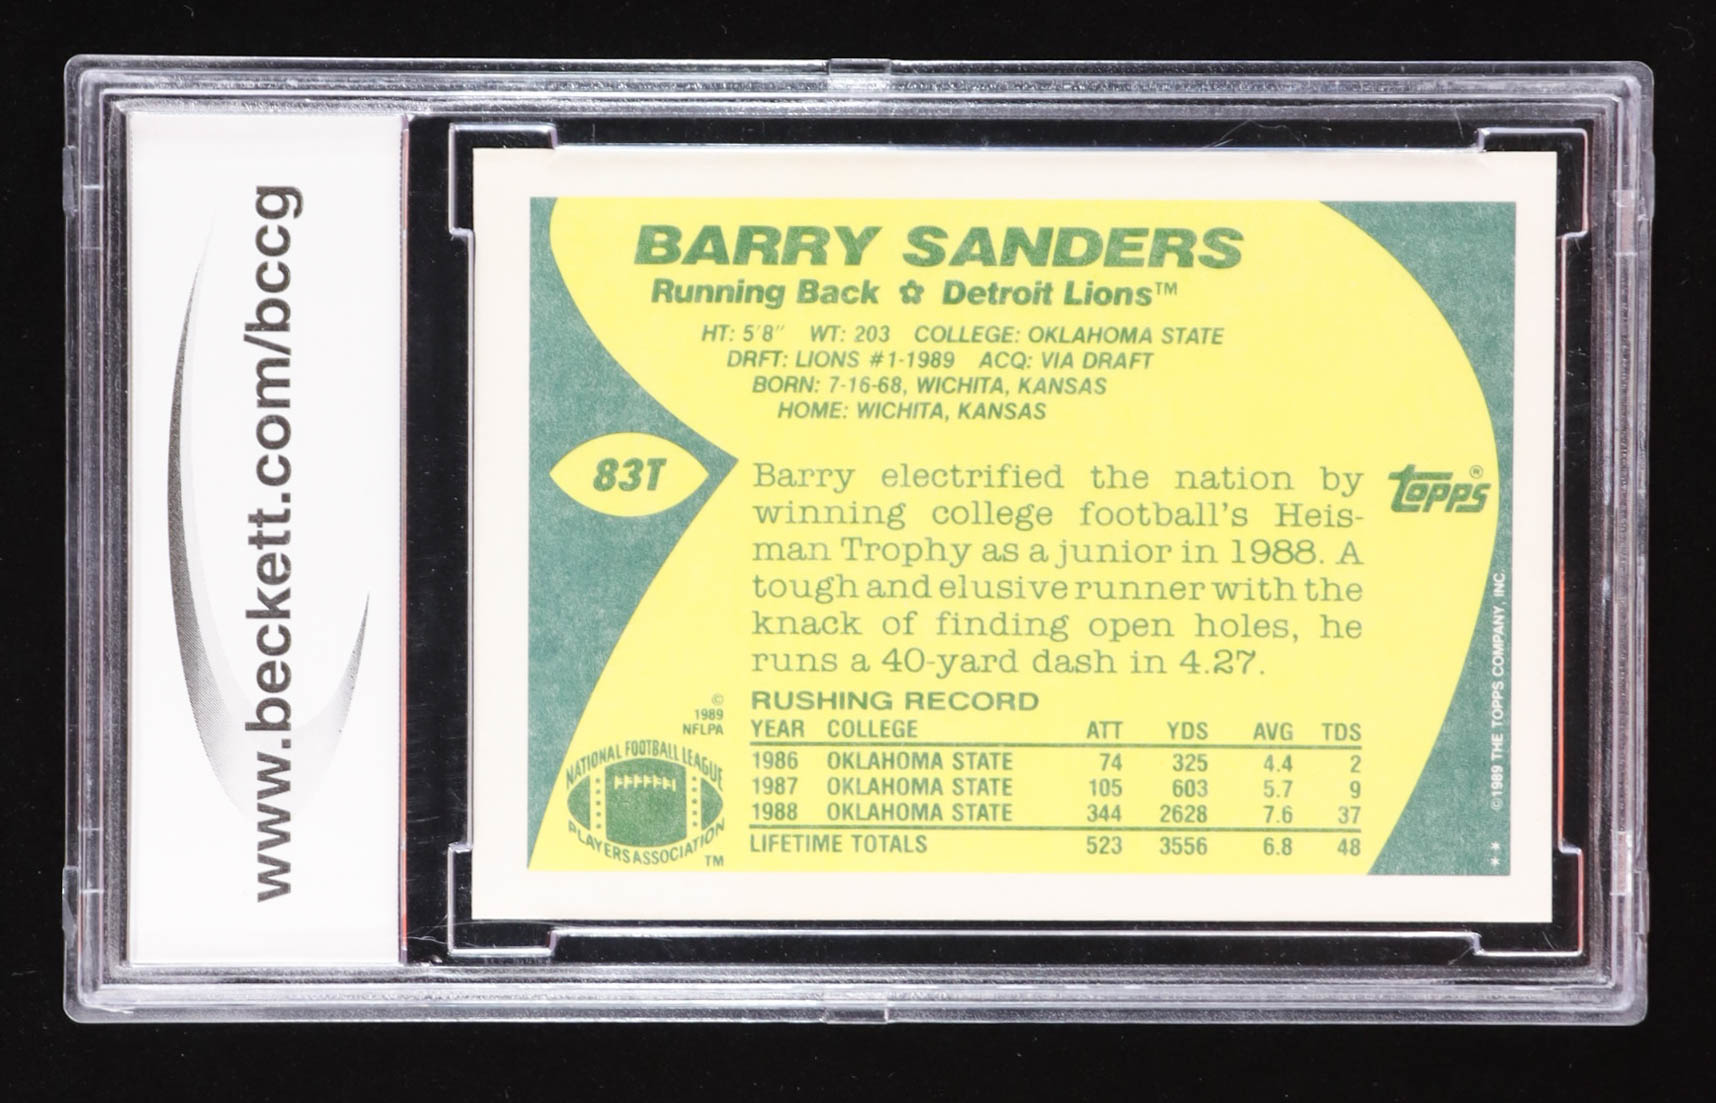 www.beckett.com/bccg
BARRY SANDERS
Running Back ✿ Detroit Lions™
HT: 5'8" WT: 203 COLLEGE: OKLAHOMA STATE
DRFT: LIONS #1-1989 ACQ: VIA DRAFT
BORN: 7-16-68, WICHITA, KANSAS
HOME: WICHITA, KANSAS
83T
Barry electrified the nation by
winning college football's Heis-
man Trophy as a junior in 1988. A
tough and elusive runner with the
knack of finding open holes, he
runs a 40-yard dash in 4.27.
topps®
©
1989
NFLPA
NATIONAL FOOTBALL LEAGUE
PLAYERS ASSOCIATION
TM
RUSHING RECORD
YEAR COLLEGE ATT YDS AVG TDS
1986 OKLAHOMA STATE 74 325 4.4 2
1987 OKLAHOMA STATE 105 603 5.7 9
1988 OKLAHOMA STATE 344 2628 7.6 37
LIFETIME TOTALS 523 3556 6.8 48
©1989 THE TOPPS COMPANY, INC.
**